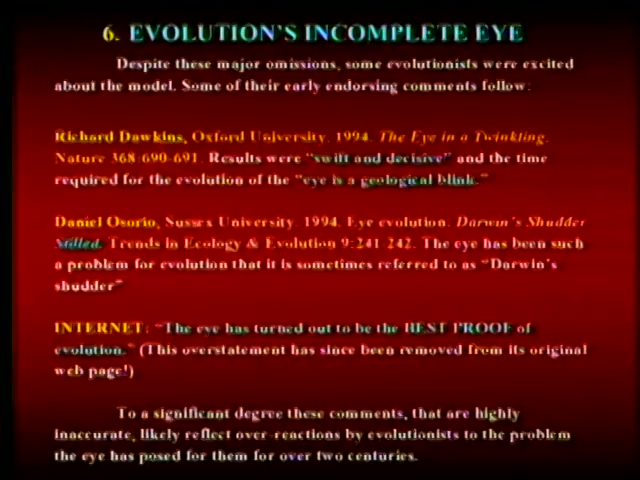 6. EVOLUTION'S INCOMPLETE EYE
Despite these major omissions, some evolutionists were excited
about the model. Some of their early endorsing comments follow:
Richard Dawkins, Oxford University. 1994. The Eye in a Twinkling.
Nature 368:690-691. Results were "swift and decisive" and the time
required for the evolution of the "eye is a geological blink."
Daniel Osorio, Sussex University. 1994. Eye evolution. Darwin's Shudder
Stilled. Trends in Ecology & Evolution 9:241-242. The eye has been such
a problem for evolution that it is sometimes referred to as "Darwin's
shudder"
INTERNET: "The eye has turned out to be the BEST PROOF of
evolution." (This overstatement has since been removed from its original
web page!)
To a significant degree these comments, that are highly
inaccurate, likely reflect over-reactions by evolutionists to the problem
the eye has posed for them for over two centuries.